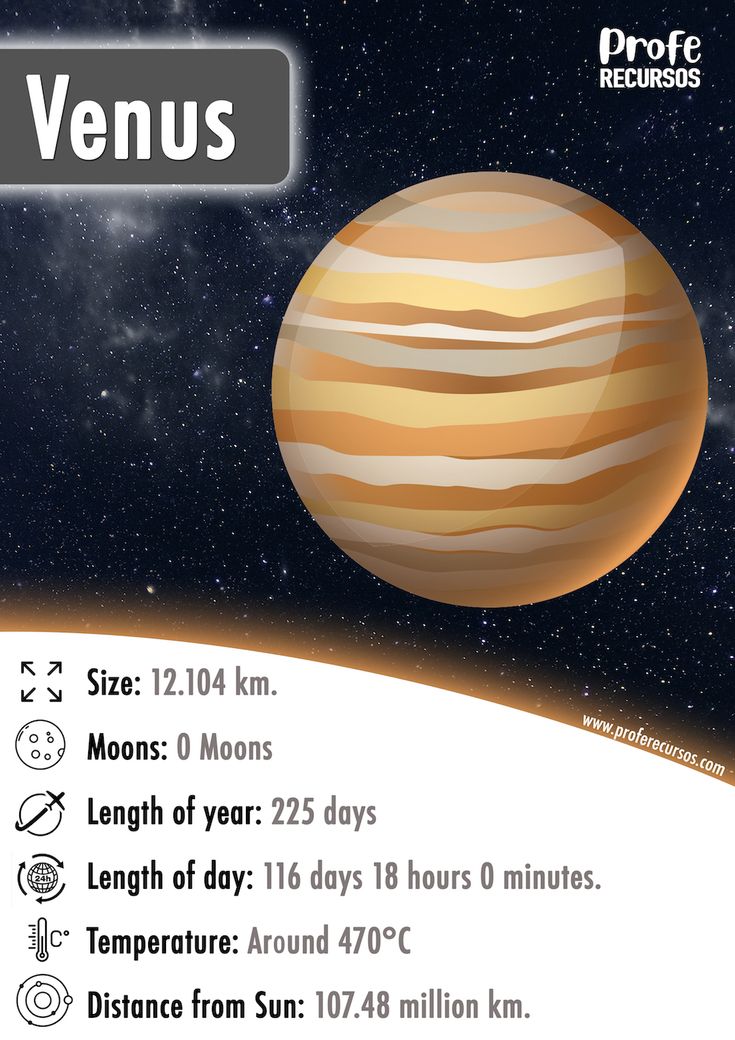 Profe
RECURSOS
Venus
www.proferecursos.com
Size: 12.104 km.
Moons: 0 Moons
Length of year: 225 days
24h
Length of day: 116 days 18 hours 0 minutes.
C°
Temperature: Around 470°C
Distance from Sun: 107.48 million km.